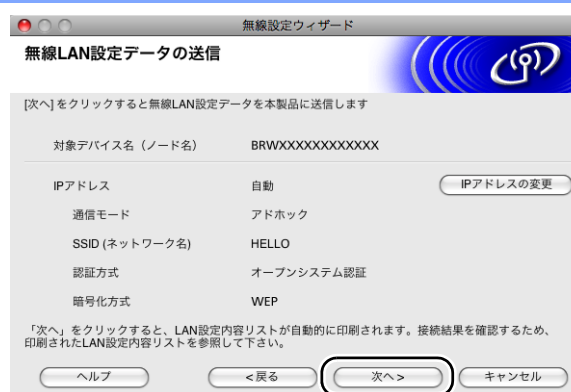 無線設定ウィザード
無線LAN設定データの送信
[次へ] をクリックすると無線LAN設定データを本製品に送信します
対象デバイス名（ノード名） BRWXXXXXXXXXXXX
IPアドレス 自動 IPアドレスの変更
通信モード アドホック
SSID (ネットワーク名) HELLO
認証方式 オープンシステム認証
暗号化方式 WEP
「次へ」をクリックすると、LAN設定内容リストが自動的に印刷されます。接続結果を確認するため、
印刷されたLAN設定内容リストを参照して下さい。
ヘルプ <戻る 次へ> キャンセル